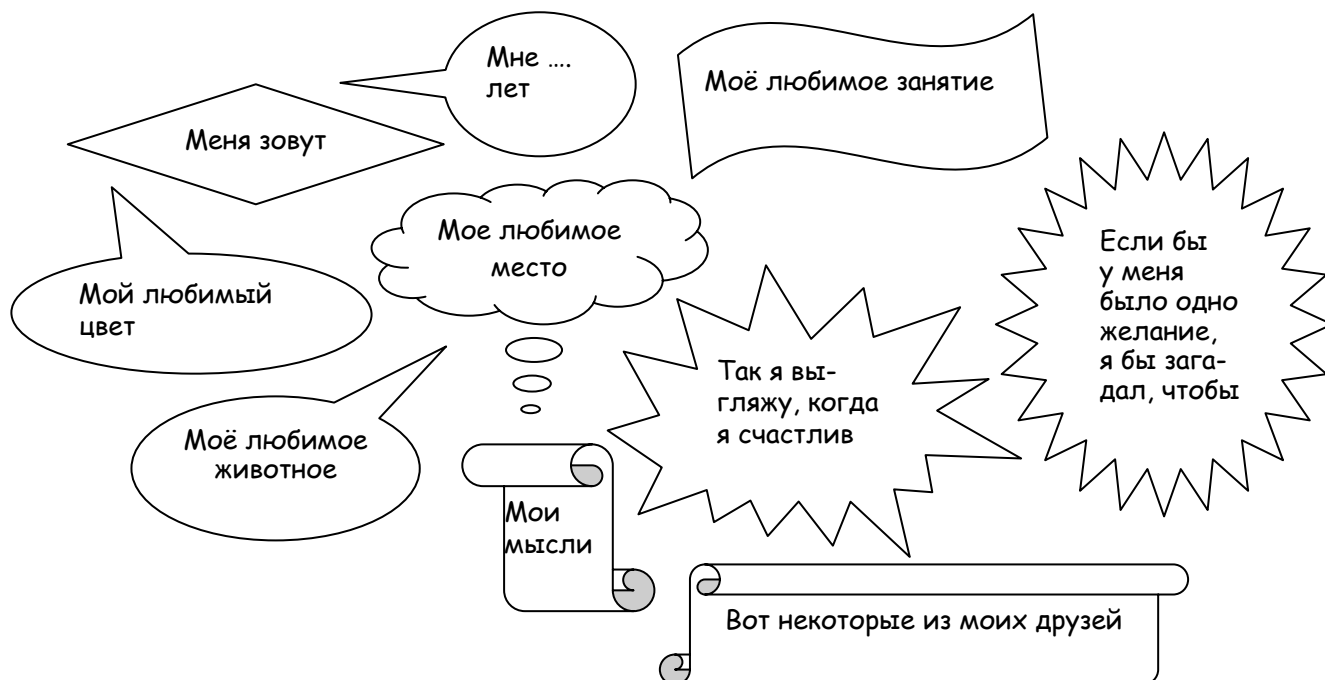 Мне ....
лет
Моё любимое занятие
Меня зовут
Мое любимое
место
Если бы
у меня
было одно
желание,
я бы зага-
дал, чтобы
Мой любимый
цвет
Так я вы-
гляжу, когда
я счастлив
Моё любимое
животное
Мои
мысли
Вот некоторые из моих друзей